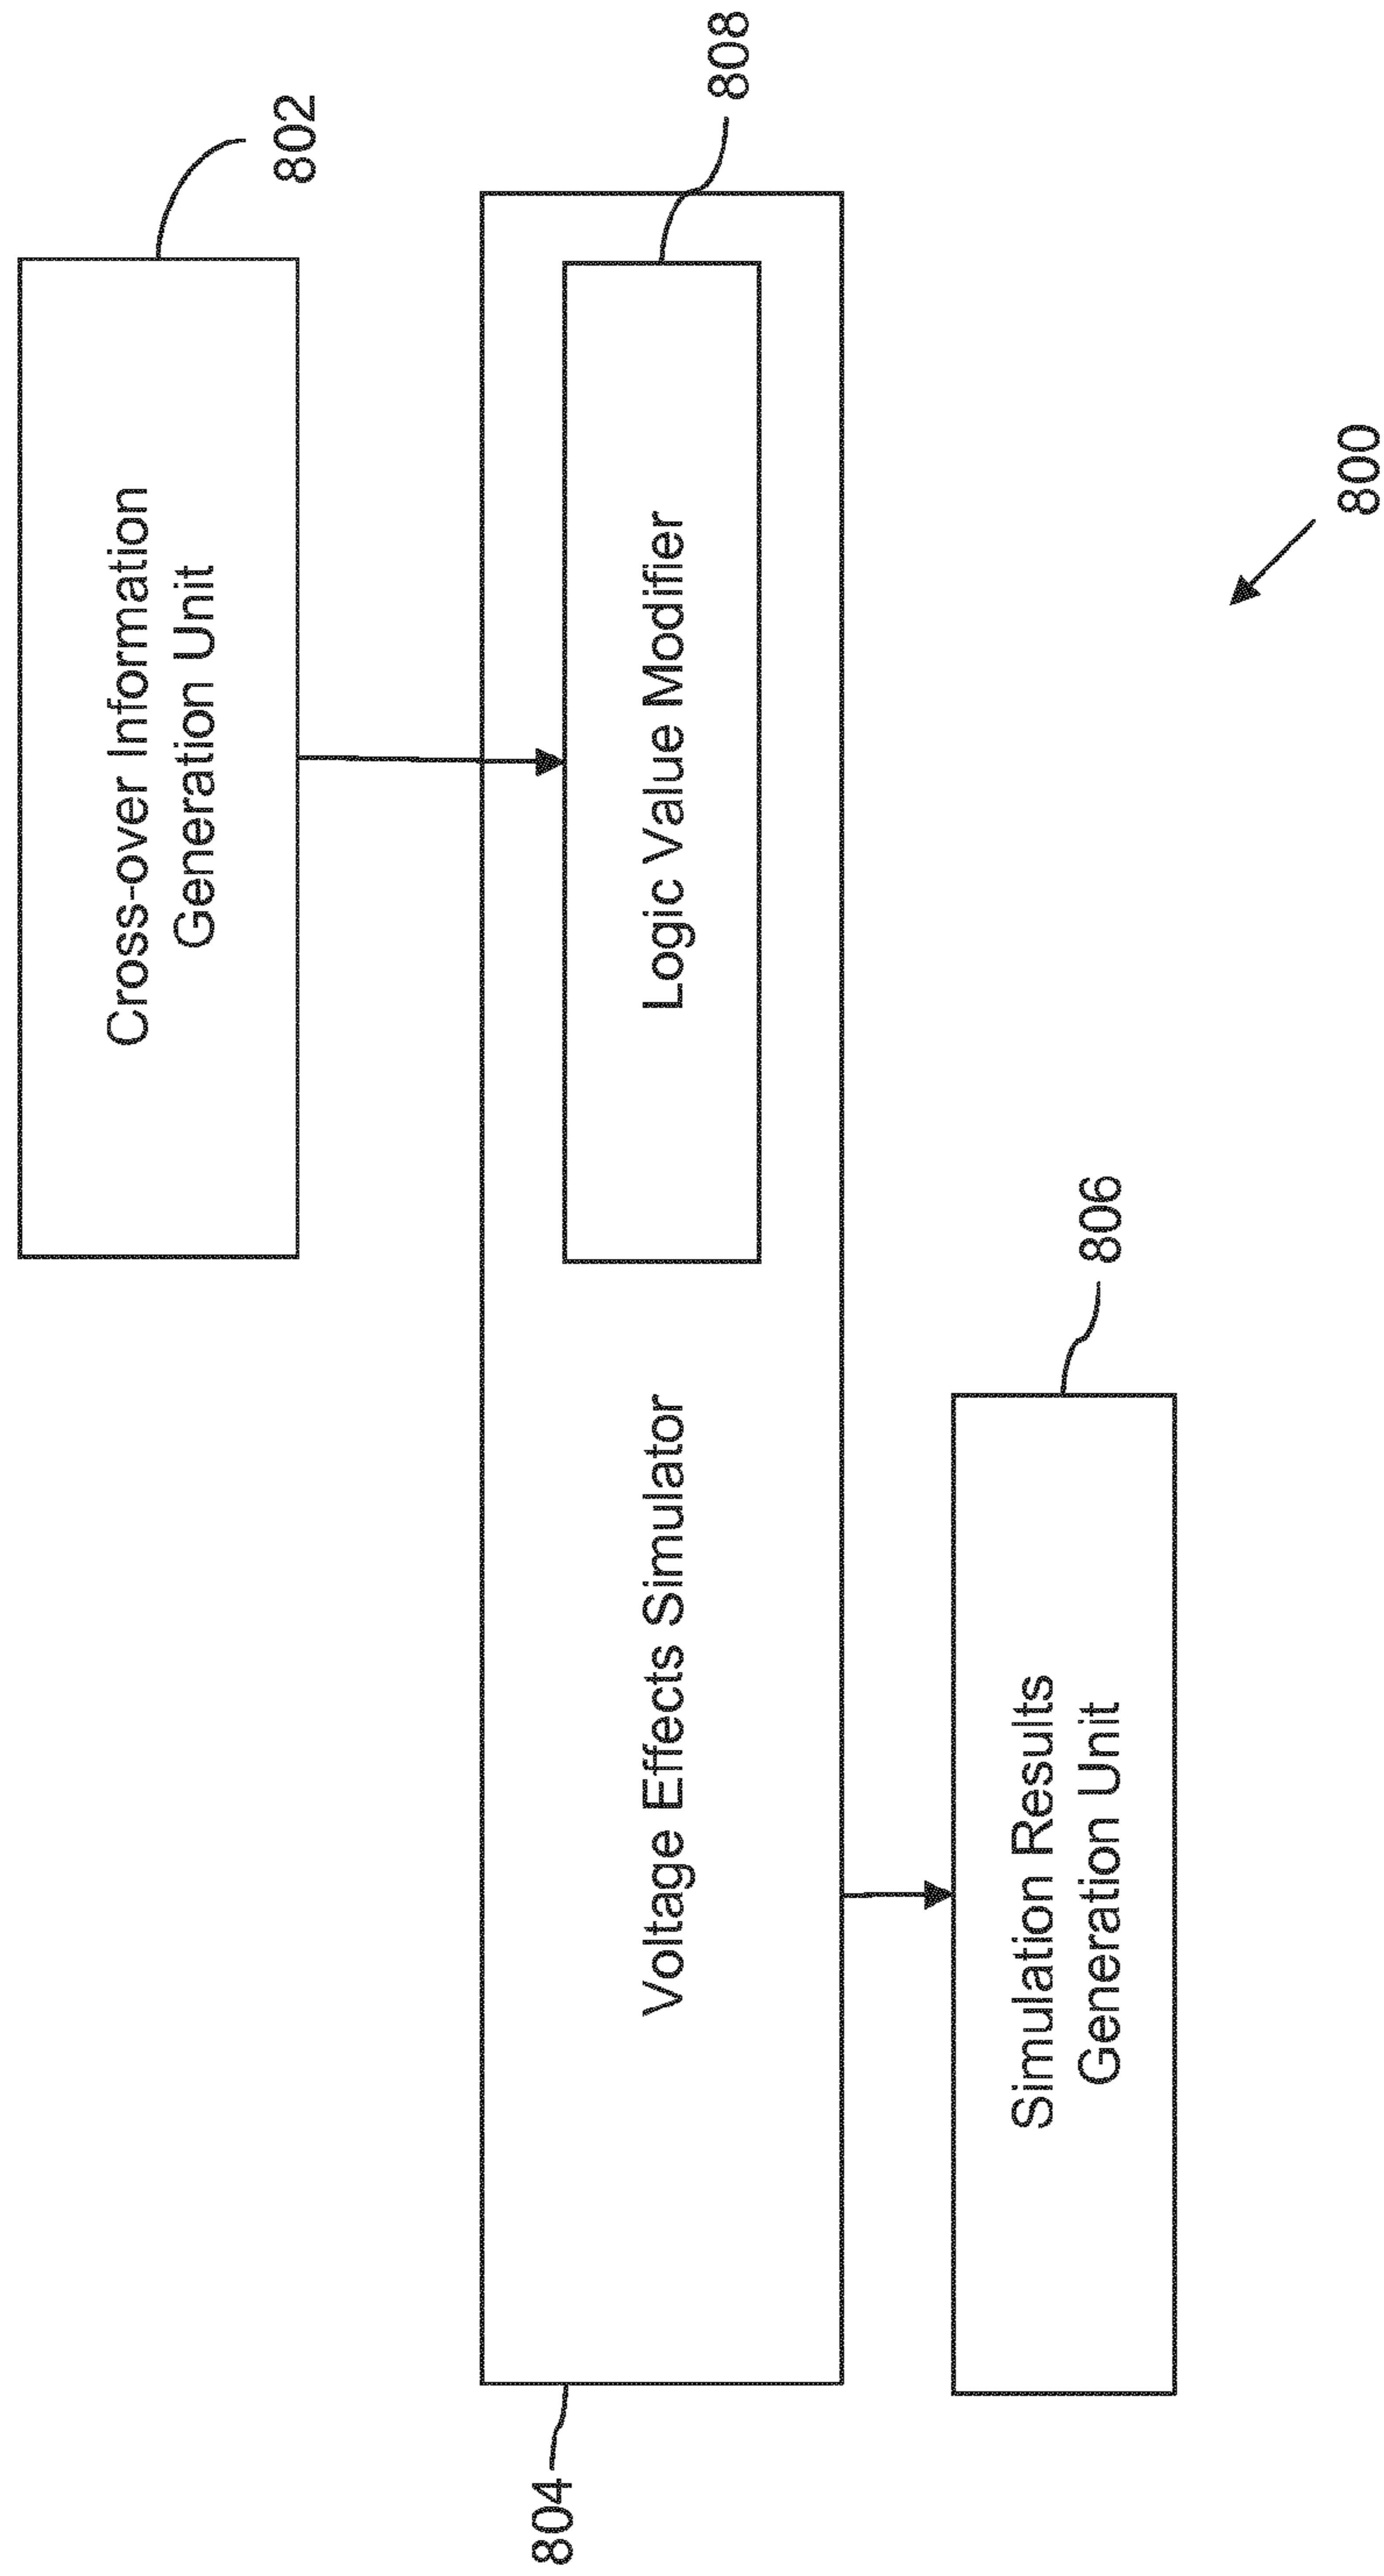 802
Cross-over Information
Generation Unit
808
Logic Value Modifier
Voltage Effects Simulator
804
806
Simulation Results
Generation Unit
800